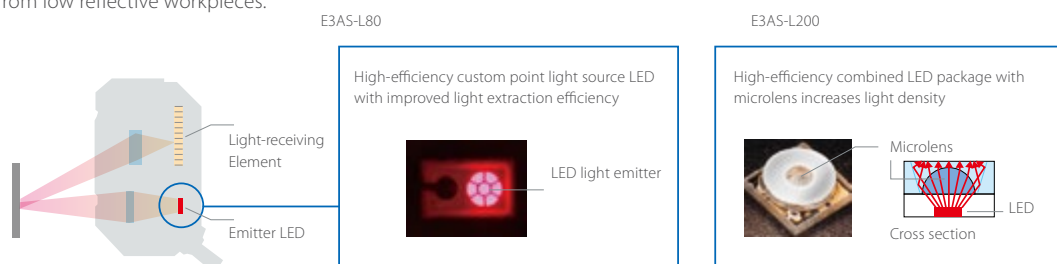 from low reflective workpieces.
E3AS-L80
E3AS-L200
High-efficiency custom point light source LED
with improved light extraction efficiency
High-efficiency combined LED package with
microlens increases light density
Light-receiving
Element
Emitter LED
LED light emitter
Microlens
LED
Cross section